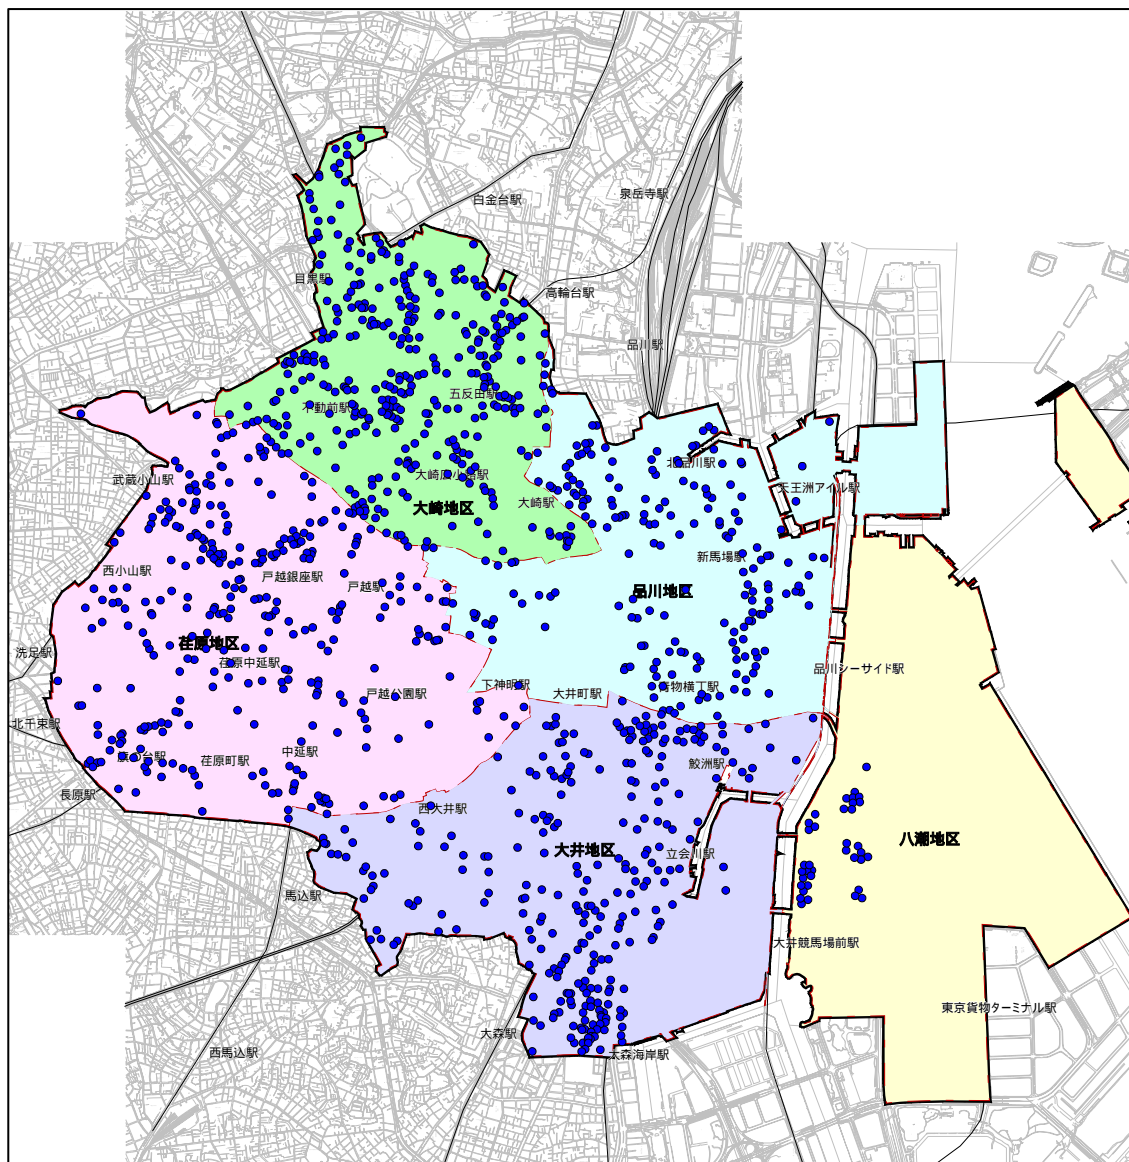 泉岳寺駅
白金台駅
目黒駅
高輪台駅
品川駅
五反田駅
不動前駅
北品川駅
武蔵小山駅
大崎広小路駅
天王洲アイル駅
大崎駅
大崎地区
新馬場駅
西小山駅
戸越銀座駅
戸越駅
品川地区
荏原地区
洗足駅
荏原中延駅
品川シーサイド駅
下神明駅
青物横丁駅
戸越公園駅
大井町駅
北千束駅
中延駅
旗の台駅
荏原町駅
鮫洲駅
長原駅
西大井駅
八潮地区
大井地区
立会川駅
馬込駅
大井競馬場前駅
東京貨物ターミナル駅
大森駅
西馬込駅
大森海岸駅